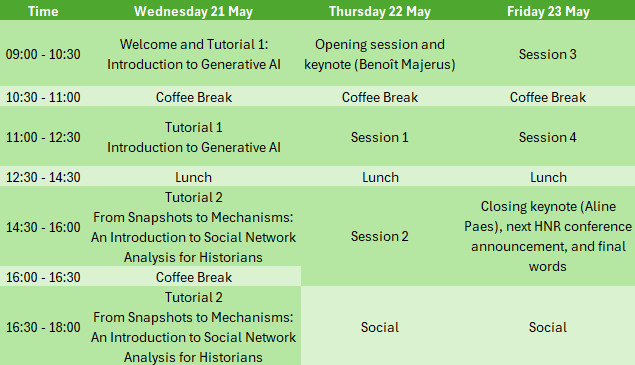 Time Wednesday 21 May Thursday 22 May Friday 23 May
09:00 - 10:30
Welcome and Tutorial 1:
Introduction to Generative AI
Opening session and
keynote (Benoît Majerus)
Session 3
10:30 - 11:00 Coffee Break Coffee Break Coffee Break
11:00 - 12:30
Tutorial 1
Introduction to Generative AI
Session 1
Session 4
12:30 - 14:30 Lunch Lunch Lunch
14:30 - 16:00
Tutorial 2
From Snapshots to Mechanisms:
An Introduction to Social Network
Analysis for Historians
Session 2
Closing keynote (Aline
Paes), next HNR conference
announcement, and final
words
16:00 - 16:30 Coffee Break
16:30 - 18:00
Tutorial 2
From Snapshots to Mechanisms:
An Introduction to Social Network
Analysis for Historians
Social
Social